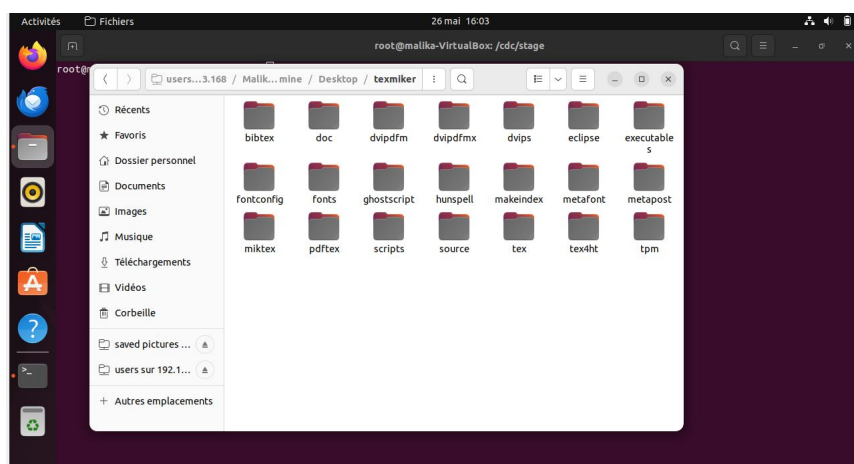 Activités Fichiers 26 mai 16:03
root@malika-VirtualBox: /cdc/stage
users...3.168 / Malik...mine / Desktop / texmiker
Récents
Favoris
Dossier personnel
Documents
Images
Musique
Téléchargements
Vidéos
Corbeille
saved pictures ...
users sur 192.1...
+ Autres emplacements
bibtex doc dvipdfm dvipdfmx dvips eclipse executable
s
fontconfig fonts ghostscript hunspell makeindex metafont metapost
miktex pdftex scripts source tex tex4ht tpm